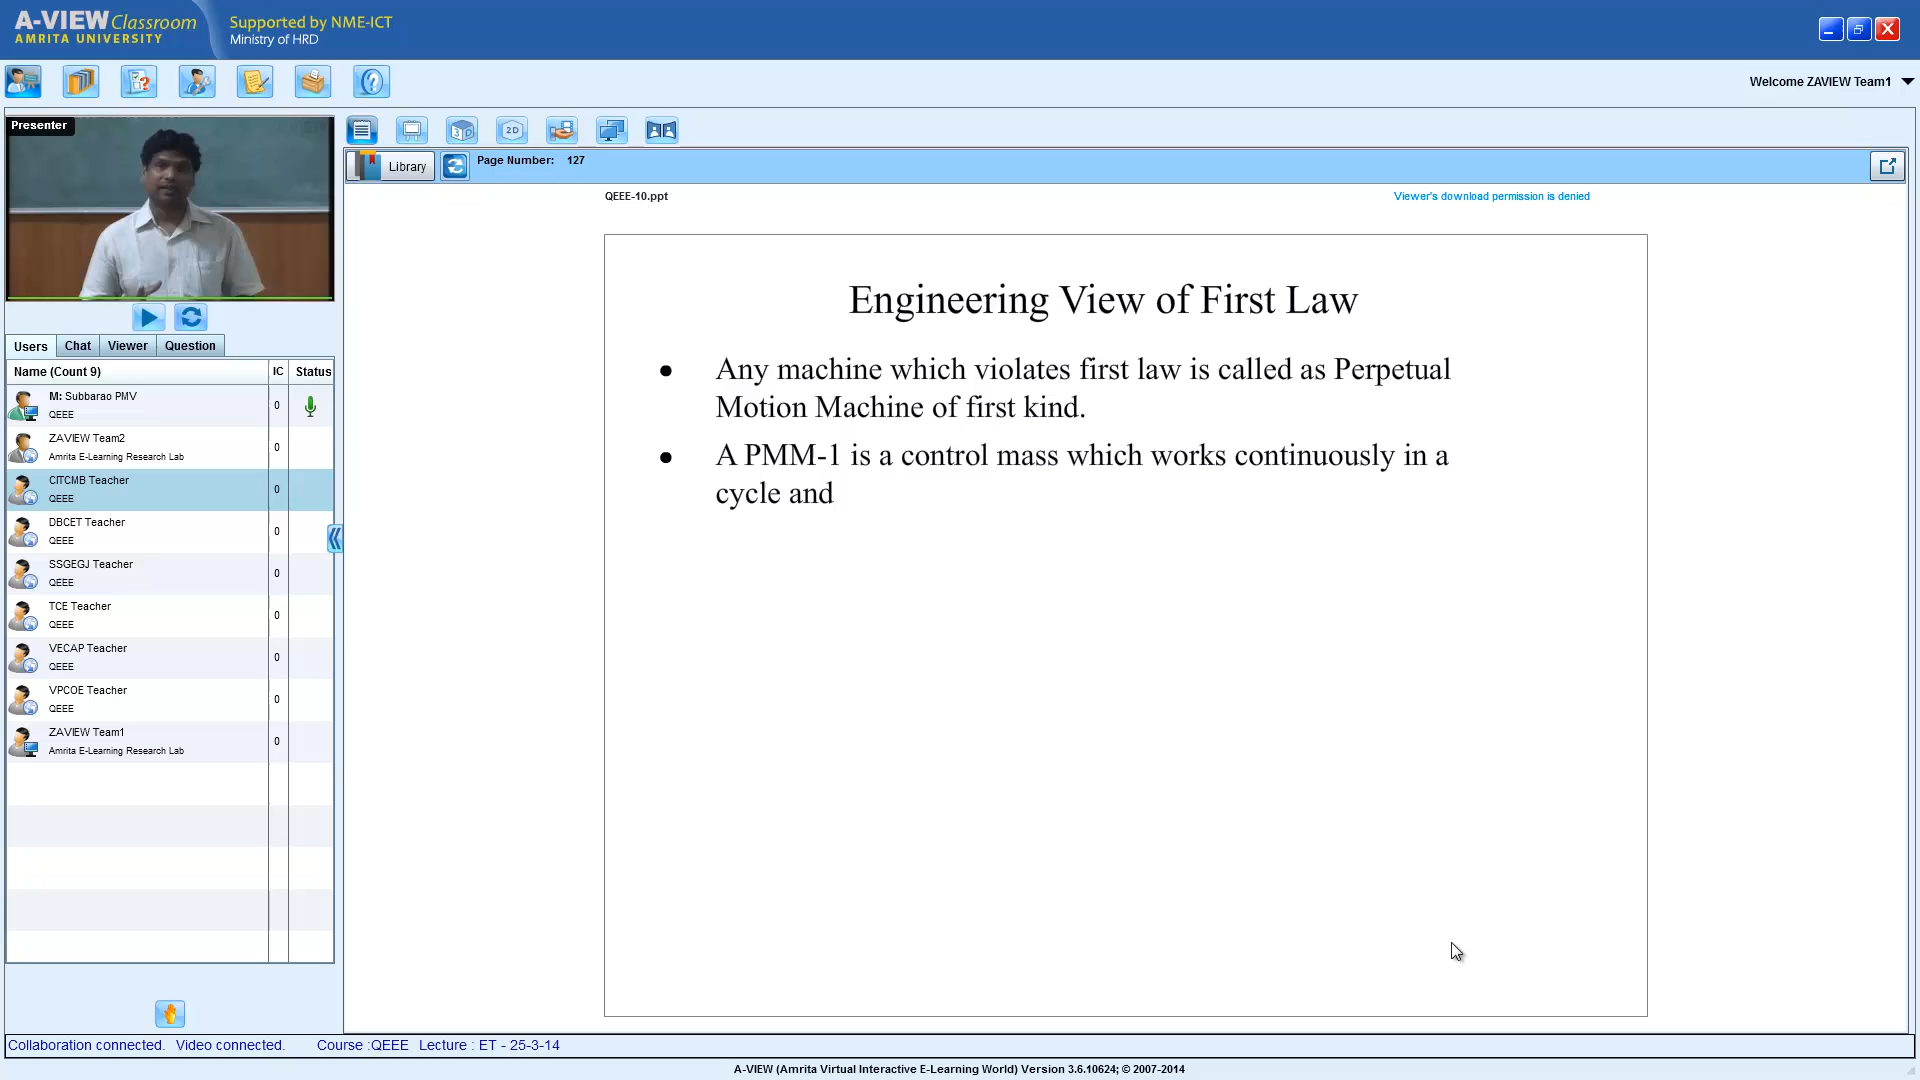 A-VIEW Classroom
AMRITA UNIVERSITY
Supported by NME-ICT
Ministry of HRD
Welcome ZAVIEW Team1
Presenter
3D
2D
Library
Page Number: 127
QEEE-10.ppt
Viewer's download permission is denied
Users
Chat
Viewer
Question
Name (Count 9)
IC
Status
M: Subbarao PMV
QEEE
0
ZAVIEW Team2
Amrita E-Learning Research Lab
0
CITCMB Teacher
QEEE
0
DBCET Teacher
QEEE
0
SSGEGJ Teacher
QEEE
0
TCE Teacher
QEEE
0
VECAP Teacher
QEEE
0
VPCOE Teacher
QEEE
0
ZAVIEW Team1
Amrita E-Learning Research Lab
0
Engineering View of First Law
• Any machine which violates first law is called as Perpetual
Motion Machine of first kind.
• A PMM-1 is a control mass which works continuously in a
cycle and
Collaboration connected. Video connected. Course :QEEE Lecture : ET - 25-3-14
A-VIEW (Amrita Virtual Interactive E-Learning World) Version 3.6.10624; © 2007-2014